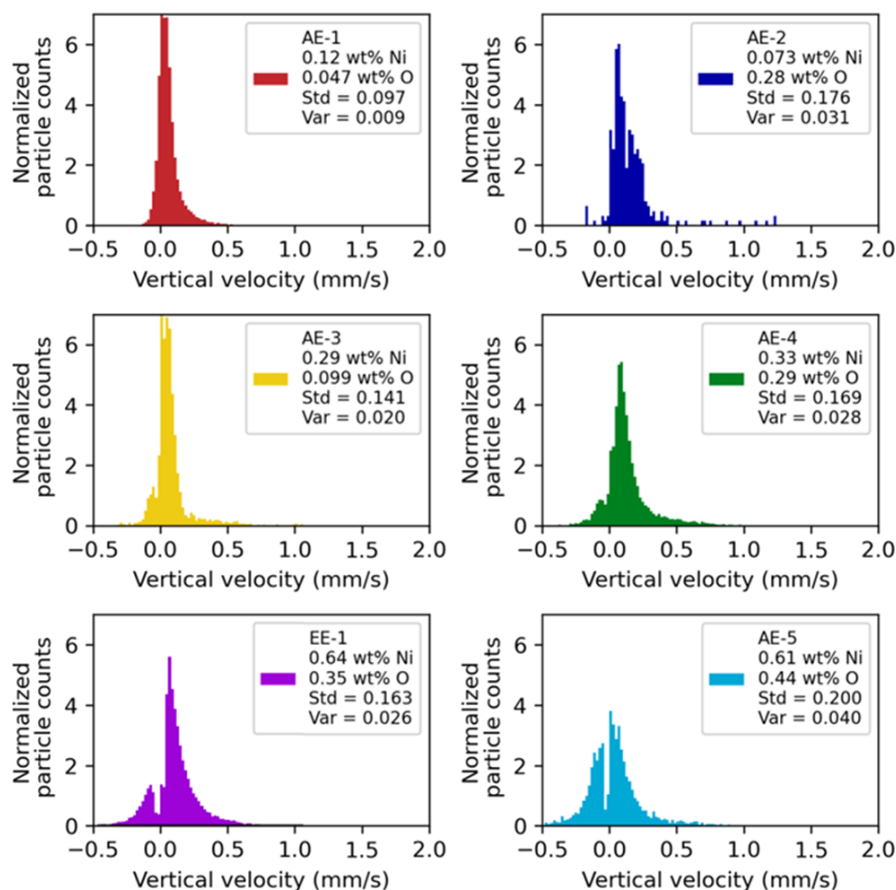 Normalized
particle counts
6
4
2
0
AE-1
0.12 wt% Ni
0.047 wt% O
Std = 0.097
Var = 0.009
−0.5 0.0 0.5 1.0 1.5 2.0
Vertical velocity (mm/s)
Normalized
particle counts
6
4
2
0
AE-2
0.073 wt% Ni
0.28 wt% O
Std = 0.176
Var = 0.031
−0.5 0.0 0.5 1.0 1.5 2.0
Vertical velocity (mm/s)
Normalized
particle counts
6
4
2
0
AE-3
0.29 wt% Ni
0.099 wt% O
Std = 0.141
Var = 0.020
−0.5 0.0 0.5 1.0 1.5 2.0
Vertical velocity (mm/s)
Normalized
particle counts
6
4
2
0
AE-4
0.33 wt% Ni
0.29 wt% O
Std = 0.169
Var = 0.028
−0.5 0.0 0.5 1.0 1.5 2.0
Vertical velocity (mm/s)
Normalized
particle counts
6
4
2
0
EE-1
0.64 wt% Ni
0.35 wt% O
Std = 0.163
Var = 0.026
−0.5 0.0 0.5 1.0 1.5 2.0
Vertical velocity (mm/s)
Normalized
particle counts
6
4
2
0
AE-5
0.61 wt% Ni
0.44 wt% O
Std = 0.200
Var = 0.040
−0.5 0.0 0.5 1.0 1.5 2.0
Vertical velocity (mm/s)